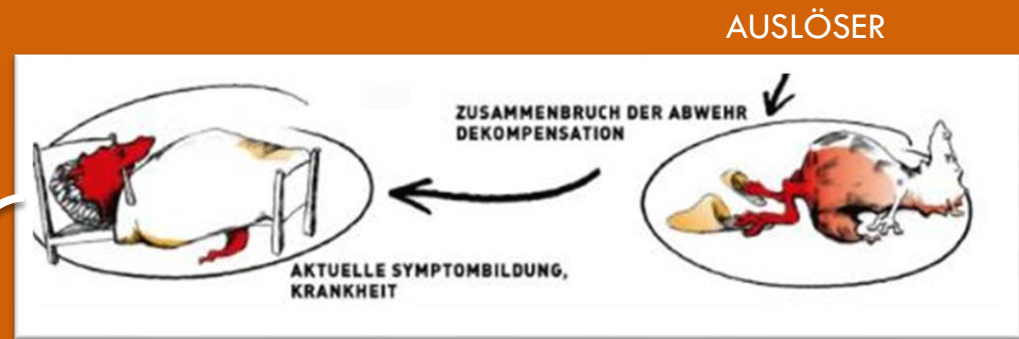 AUSLÖSER
ZUSAMMENBRUCH DER ABWEHR
DEKOMPENSATION
AKTUELLE SYMPTOMBILDUNG,
KRANKHEIT